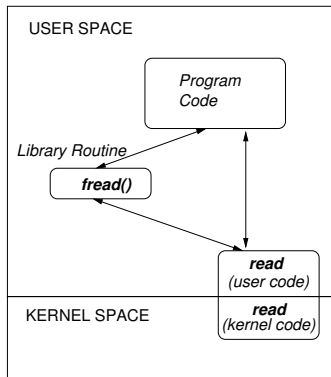 USER SPACE
Program
Code
Library Routine
fread()
read
(user code)
KERNEL SPACE
read
(kernel code)